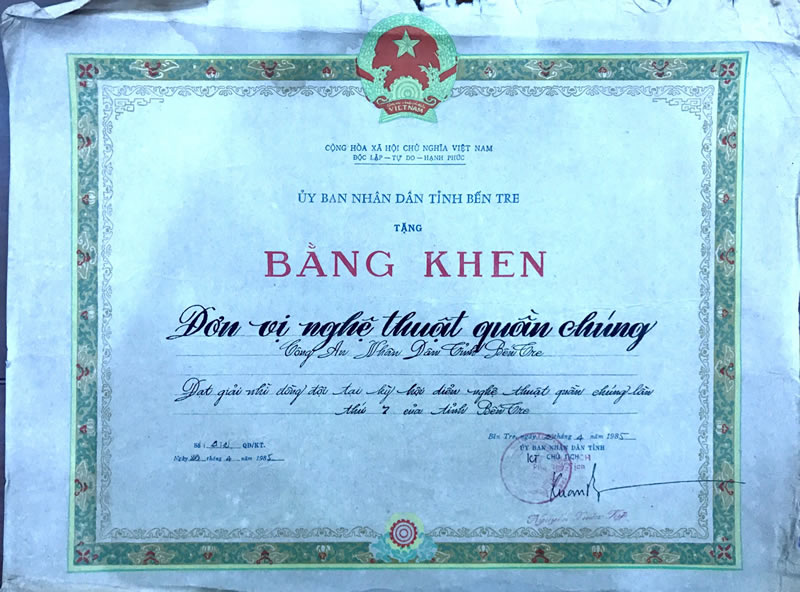 VIỆT NAM
CỘNG HÒA XÃ HỘI CHỦ NGHĨA VIỆT NAM
ĐỘC LẬP — TỰ DO — HẠNH PHÚC
ỦY BAN NHÂN DÂN TỈNH BẾN TRE
TẶNG
BẰNG KHEN
Đơn vị nghệ thuật quần chúng
Công An Nhân Dân Tỉnh Bến Tre
Đạt giải nhì đồng đội tại kỳ hội diễn nghệ thuật quần chúng lần
thứ 7 của tỉnh Bến Tre
Bến Tre, ngày tháng 4 năm 1985
ỦY BAN NHÂN DÂN TỈNH
KT CHỦ TỊCH
Số: QĐ/KT.
Ngày tháng 4 năm 1985